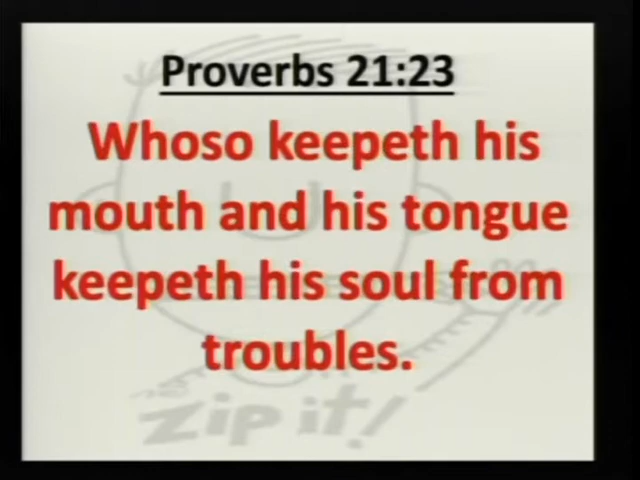 Proverbs 21:23
Whoso keepeth his
mouth and his tongue
keepeth his soul from
troubles.
zip it!